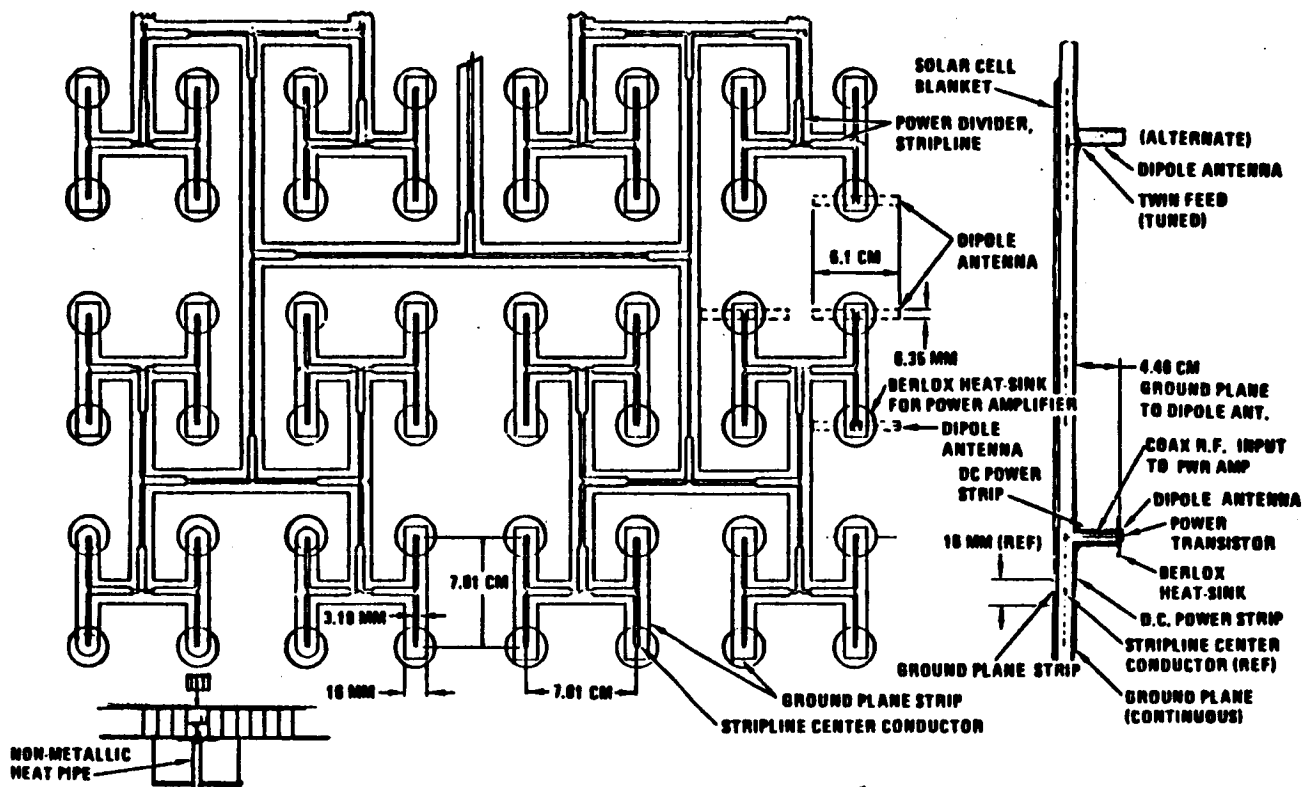 SOLAR CELL
BLANKET
POWER DIVIDER,
STRIPLINE
(ALTERNATE)
DIPOLE ANTENNA
TWIN FEED
(TUNED)
DIPOLE
ANTENNA
6.1 CM
6.35 MM
BERLOX HEAT-SINK
FOR POWER AMPLIFIER
DIPOLE
ANTENNA
4.46 CM
GROUND PLANE
TO DIPOLE ANT.
COAX R.F. INPUT
TO PWR AMP
DC POWER
STRIP
DIPOLE ANTENNA
POWER
TRANSISTOR
16 MM (REF)
BERLOX
HEAT-SINK
D.C. POWER STRIP
STRIPLINE CENTER
CONDUCTOR (REF)
GROUND PLANE STRIP
GROUND PLANE
(CONTINUOUS)
7.81 CM
3.18 MM
16 MM
7.81 CM
GROUND PLANE STRIP
STRIPLINE CENTER CONDUCTOR
NON-METALLIC
HEAT PIPE